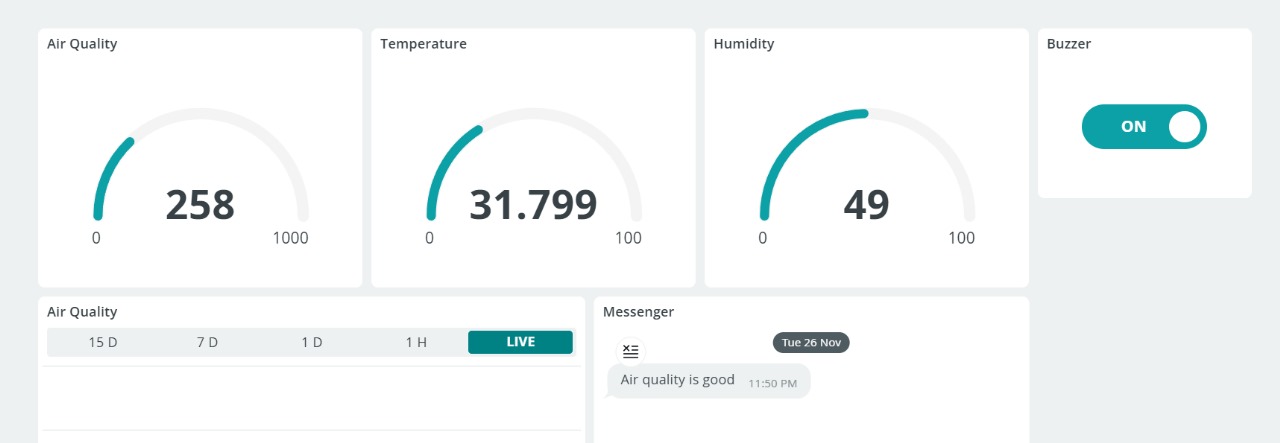 Air Quality
258
0 1000
Temperature
31.799
0 100
Humidity
49
0 100
Buzzer
ON
Air Quality
15 D 7 D 1 D 1 H LIVE
Messenger
Tue 26 Nov
Air quality is good 11:50 PM